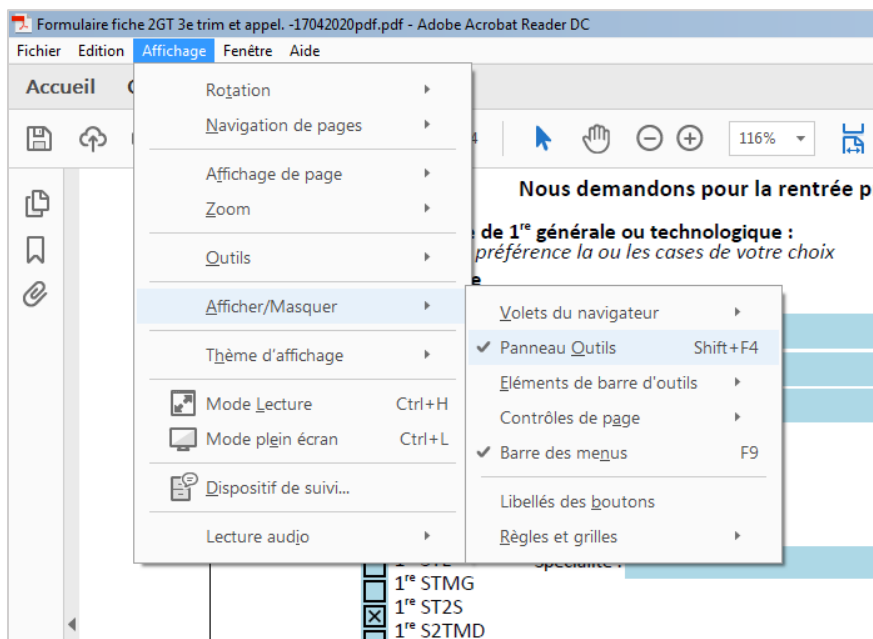 Formulaire fiche 2GT 3e trim et appel. -17042020pdf.pdf - Adobe Acrobat Reader DC
Fichier Edition Affichage Fenêtre Aide
Accueil
Rotation
Navigation de pages
116%
Affichage de page
Nous demandons pour la rentrée p
Zoom
de 1re générale ou technologique :
préférence la ou les cases de votre choix
Outils
Afficher/Masquer
Volets du navigateur
Thème d'affichage
Panneau Outils Shift+F4
Eléments de barre d'outils
Mode Lecture Ctrl+H
Contrôles de page
Mode plein écran Ctrl+L
Barre des menus F9
Dispositif de suivi...
Libellés des boutons
Lecture audio
Règles et grilles
Spécialité :
1re STMG
1re ST2S
1re S2TMD